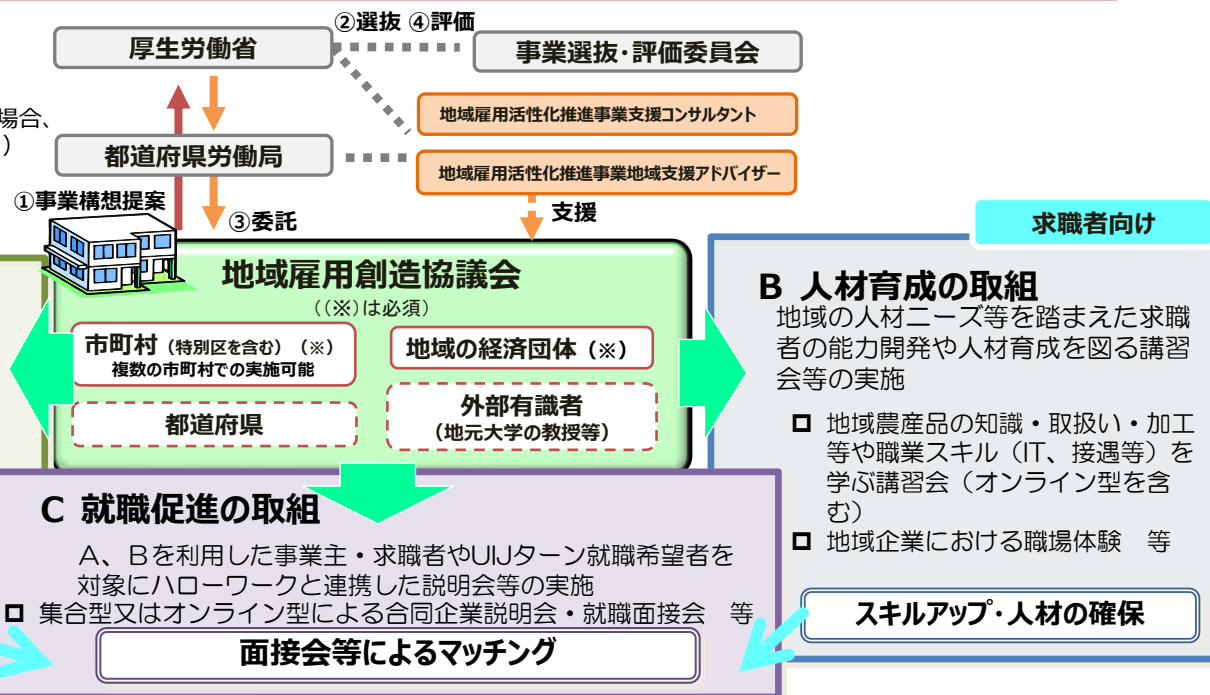 ②選抜 ④評価
厚生労働省
事業選抜・評価委員会
場合、
)
地域雇用活性化推進事業支援コンサルタント
都道府県労働局
地域雇用活性化推進事業地域支援アドバイザー
①事業構想提案
③委託
支援
求職者向け
地域雇用創造協議会
((※)は必須)
市町村(特別区を含む)(※)
複数の市町村での実施可能
地域の経済団体(※)
都道府県
外部有識者
(地元大学の教授等)
B 人材育成の取組
地域の人材ニーズ等を踏まえた求職
者の能力開発や人材育成を図る講習
会等の実施
地域農産品の知識・取扱い・加工
等や職業スキル(IT、接遇等)を
学ぶ講習会(オンライン型を含
む)
地域企業における職場体験 等
スキルアップ・人材の確保
C 就職促進の取組
A、Bを利用した事業主・求職者やUIJターン就職希望者を
対象にハローワークと連携した説明会等の実施
集合型又はオンライン型による合同企業説明会・就職面接会 等
面接会等によるマッチング